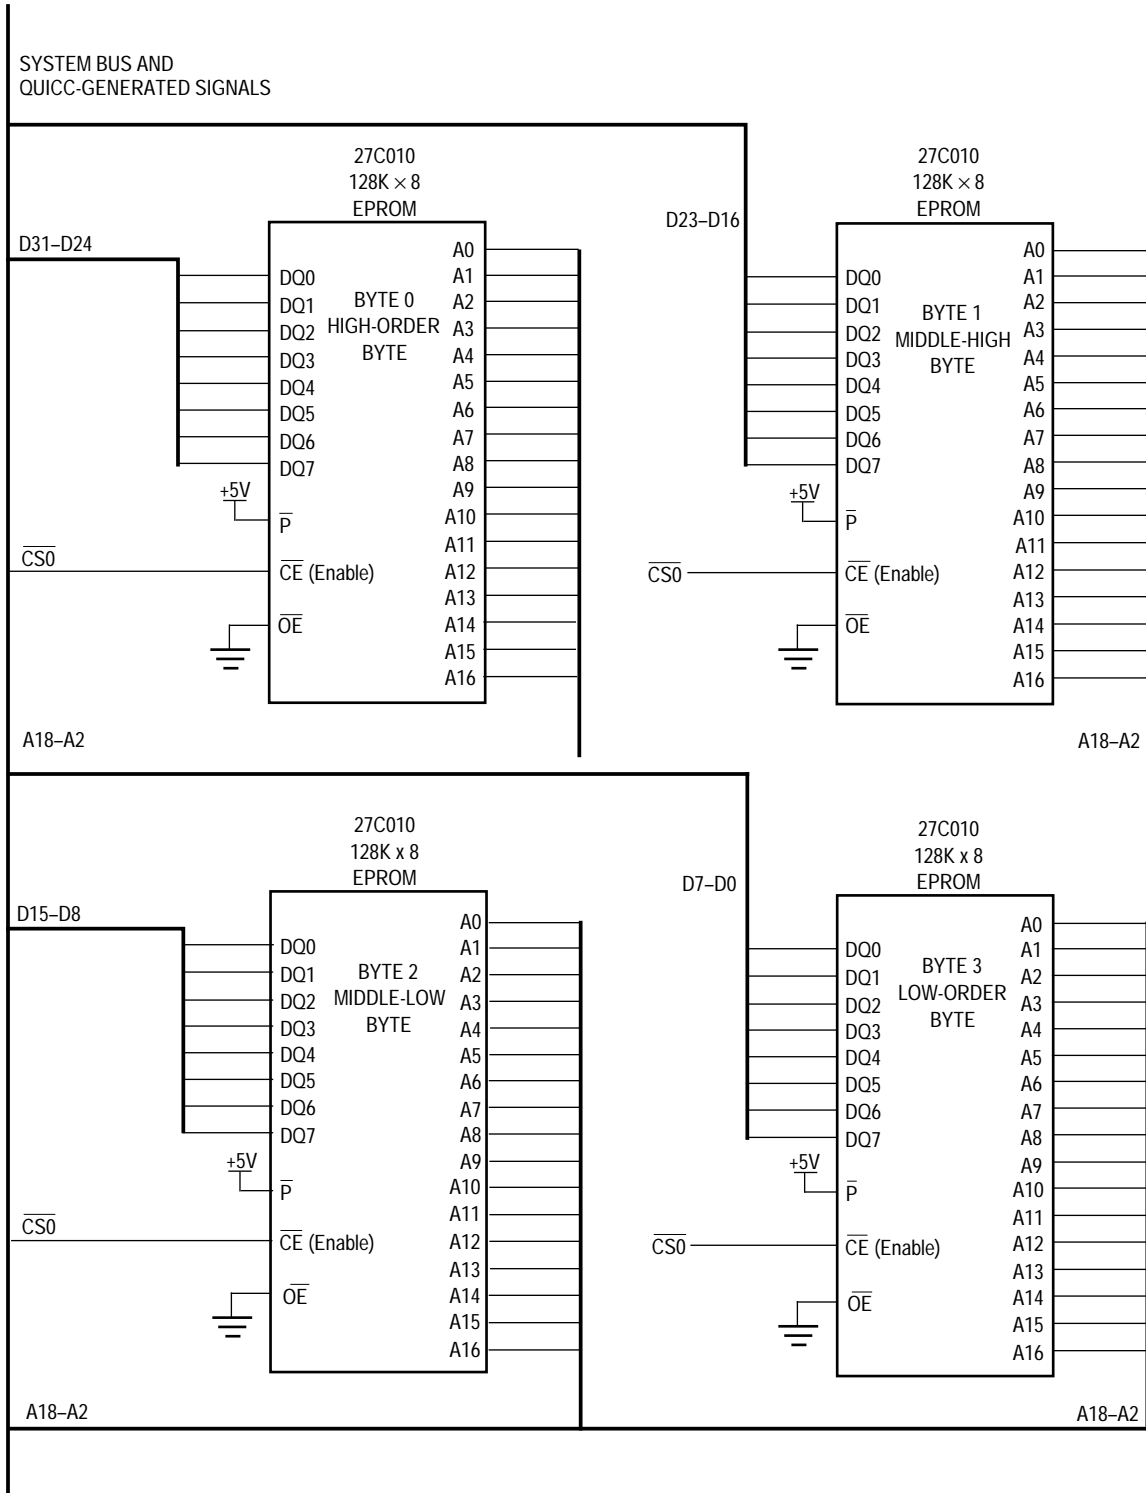 SYSTEM BUS AND
QUICC-GENERATED SIGNALS
27C010
128K × 8
EPROM
D31–D24
DQ0
DQ1
DQ2
DQ3
DQ4
DQ5
DQ6
DQ7
BYTE 0
HIGH-ORDER
BYTE
+5V
P
CS0
CE (Enable)
OE
A0
A1
A2
A3
A4
A5
A6
A7
A8
A9
A10
A11
A12
A13
A14
A15
A16
A18–A2
27C010
128K × 8
EPROM
D23–D16
DQ0
DQ1
DQ2
DQ3
DQ4
DQ5
DQ6
DQ7
BYTE 1
MIDDLE-HIGH
BYTE
+5V
P
CS0
CE (Enable)
OE
A0
A1
A2
A3
A4
A5
A6
A7
A8
A9
A10
A11
A12
A13
A14
A15
A16
A18–A2
27C010
128K x 8
EPROM
D15–D8
DQ0
DQ1
DQ2
DQ3
DQ4
DQ5
DQ6
DQ7
BYTE 2
MIDDLE-LOW
BYTE
+5V
P
CS0
CE (Enable)
OE
A0
A1
A2
A3
A4
A5
A6
A7
A8
A9
A10
A11
A12
A13
A14
A15
A16
A18–A2
27C010
128K x 8
EPROM
D7–D0
DQ0
DQ1
DQ2
DQ3
DQ4
DQ5
DQ6
DQ7
BYTE 3
LOW-ORDER
BYTE
+5V
P
CS0
CE (Enable)
OE
A0
A1
A2
A3
A4
A5
A6
A7
A8
A9
A10
A11
A12
A13
A14
A15
A16
A18–A2